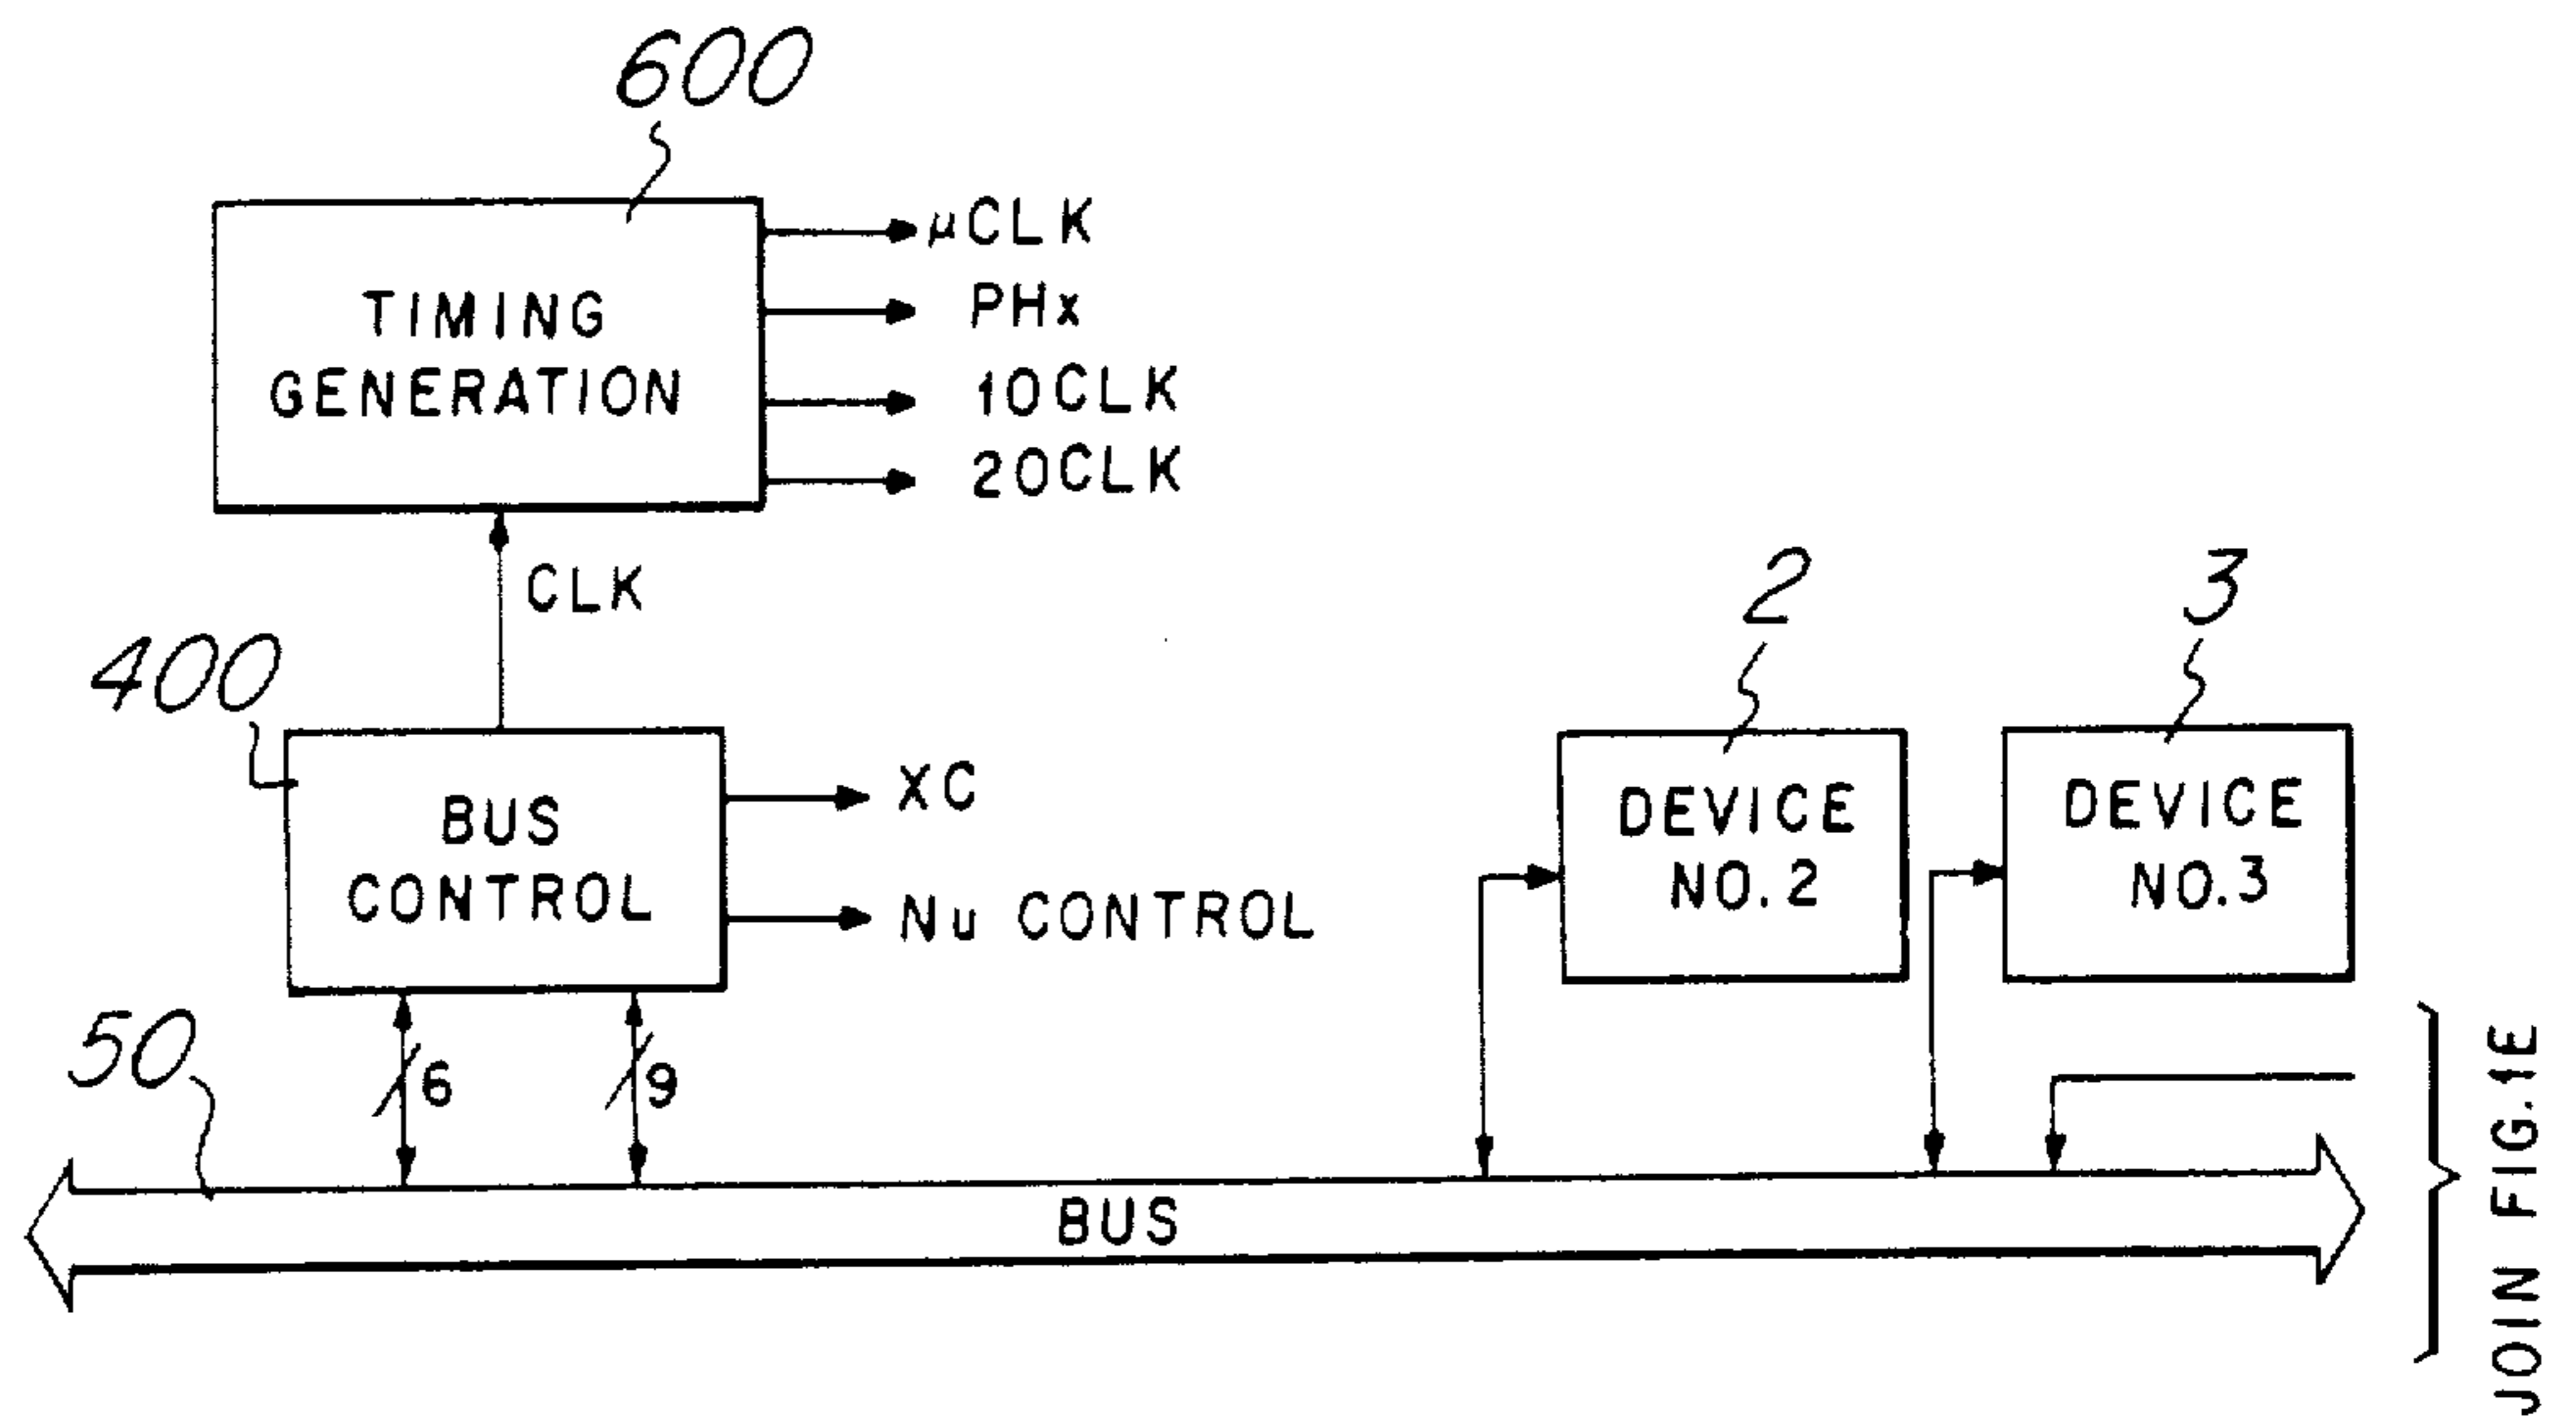 600
μCLK
PHx
10CLK
20CLK
TIMING
GENERATION
CLK
400
BUS
CONTROL
XC
Nu CONTROL
2
DEVICE
NO.2
3
DEVICE
NO.3
50
6
9
BUS
JOIN FIG.1E